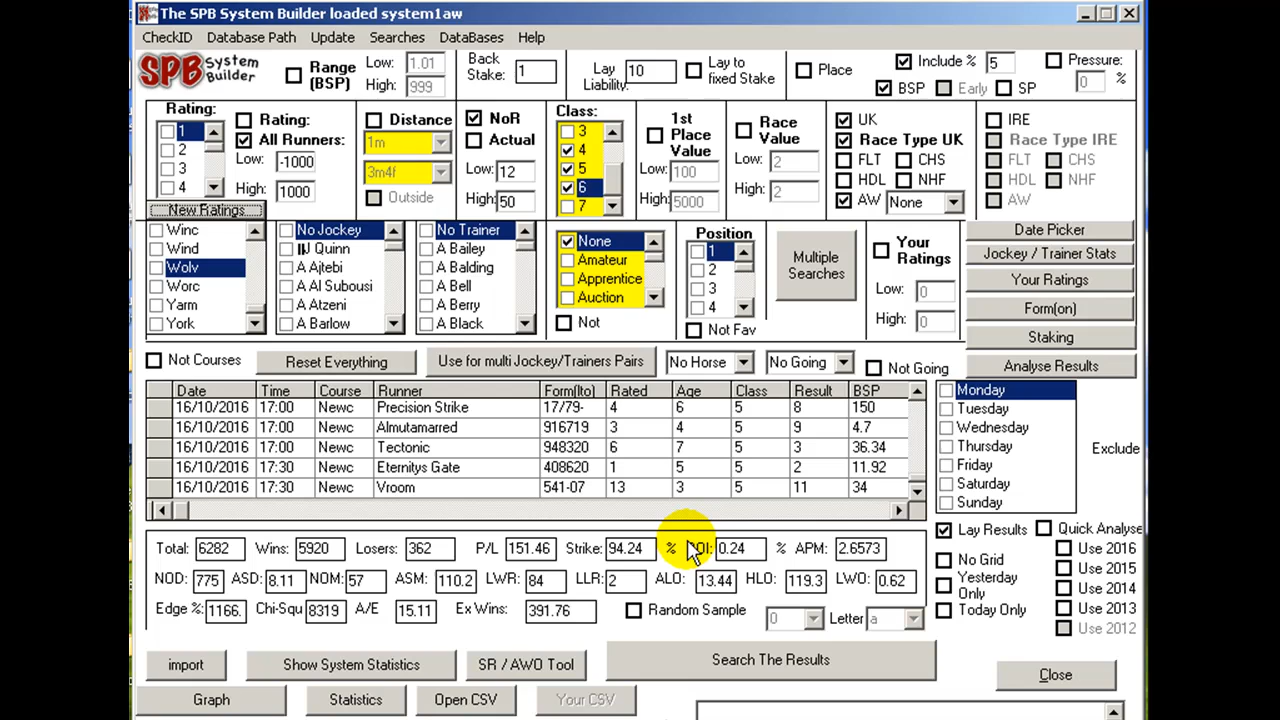 The SPB System Builder loaded system1aw
CheckID Database Path Update Searches DataBases Help
SPB System Builder
Range (BSP) Low: 1.01 High: 999
Back Stake: 1
Lay Liability: 10
Lay to fixed Stake
Place
Include % 5
BSP Early SP
Pressure: 0 %
Rating: 1 2 3 4
Rating:
All Runners:
Low: -1000
High: 1000
Distance
1m
3m4f
Outside
NoR
Actual
Low: 12
High: 50
Class: 3 4 5 6 7
1st Place Value
Low: 100
High: 5000
Race Value
Low: 2
High: 2
UK
Race Type UK
FLT CHS
HDL NHF
AW None
IRE
Race Type IRE
FLT CHS
HDL NHF
AW
New Ratings
Winc
Wind
Wolv
Worc
Yarm
York
No Jockey
Quinn
A Ajtebi
A Al Subousi
A Atzeni
A Barlow
No Trainer
A Bailey
A Balding
A Bell
A Berry
A Black
None
Amateur
Apprentice
Auction
Not
Position
1
2
3
4
Not Fav
Multiple Searches
Your Ratings
Low: 0
High: 0
Date Picker
Jockey / Trainer Stats
Your Ratings
Form(on)
Staking
Analyse Results
Not Courses Reset Everything Use for multi Jockey/Trainers Pairs No Horse No Going Not Going
Date Time Course Runner Form(lto) Rated Age Class Result BSP
16/10/2016 17:00 Newc Precision Strike 17/79- 4 6 5 8 150
16/10/2016 17:00 Newc Almutamarred 916719 3 4 5 9 4.7
16/10/2016 17:00 Newc Tectonic 948320 6 7 5 3 36.34
16/10/2016 17:30 Newc Eternitys Gate 408620 1 5 5 2 11.92
16/10/2016 17:30 Newc Vroom 541-07 13 3 5 11 34
Monday
Tuesday
Wednesday
Thursday
Friday
Saturday
Sunday
Exclude
Total: 6282 Wins: 5920 Losers: 362 P/L 151.46 Strike: 94.24 % 0.24 % APM: 2.6573
NOD: 775 ASD: 8.11 NOM: 57 ASM: 110.2 LWR: 84 LLR: 2 ALO: 13.44 HLO: 119.3 LWO: 0.62
Edge %: 1166. Chi-Squ 8319 A/E 15.11 Ex Wins: 391.76 Random Sample 0 Letter a
Lay Results Quick Analyse
No Grid
Yesterday Only
Today Only
Use 2016
Use 2015
Use 2014
Use 2013
Use 2012
import Show System Statistics SR / AWO Tool Search The Results Close
Graph Statistics Open CSV Your CSV